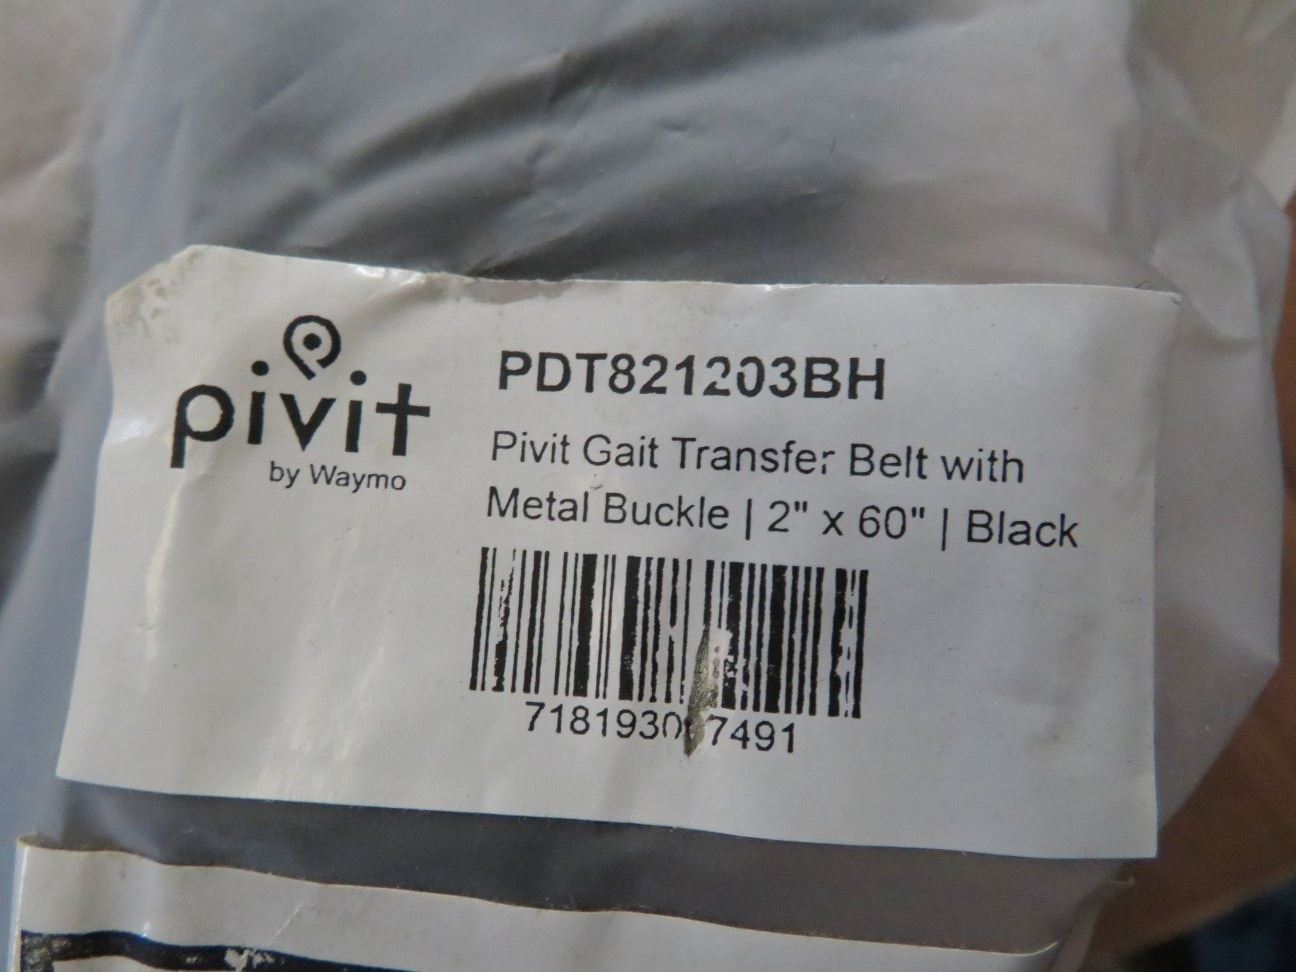 pivit
by Waymo
PDT821203BH
Pivit Gait Transfer Belt with
Metal Buckle | 2" x 60" | Black